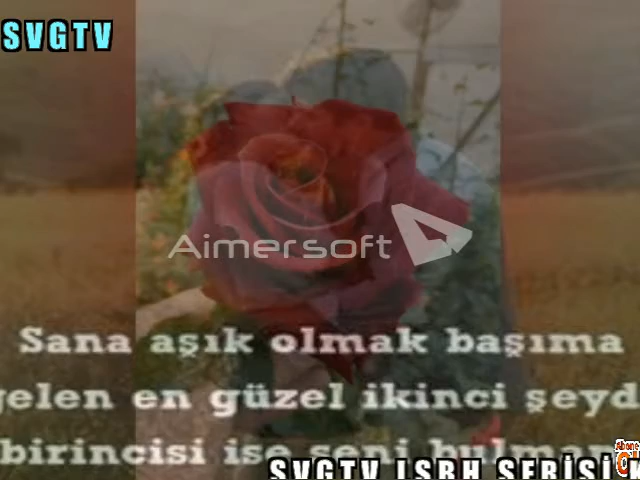 SVGTV
Aimersoft
Sana aşık olmak başıma
gelen en güzel ikinci şeyd
birincisi ise seni bulmam
SVGTV LSBH SERİSİ K